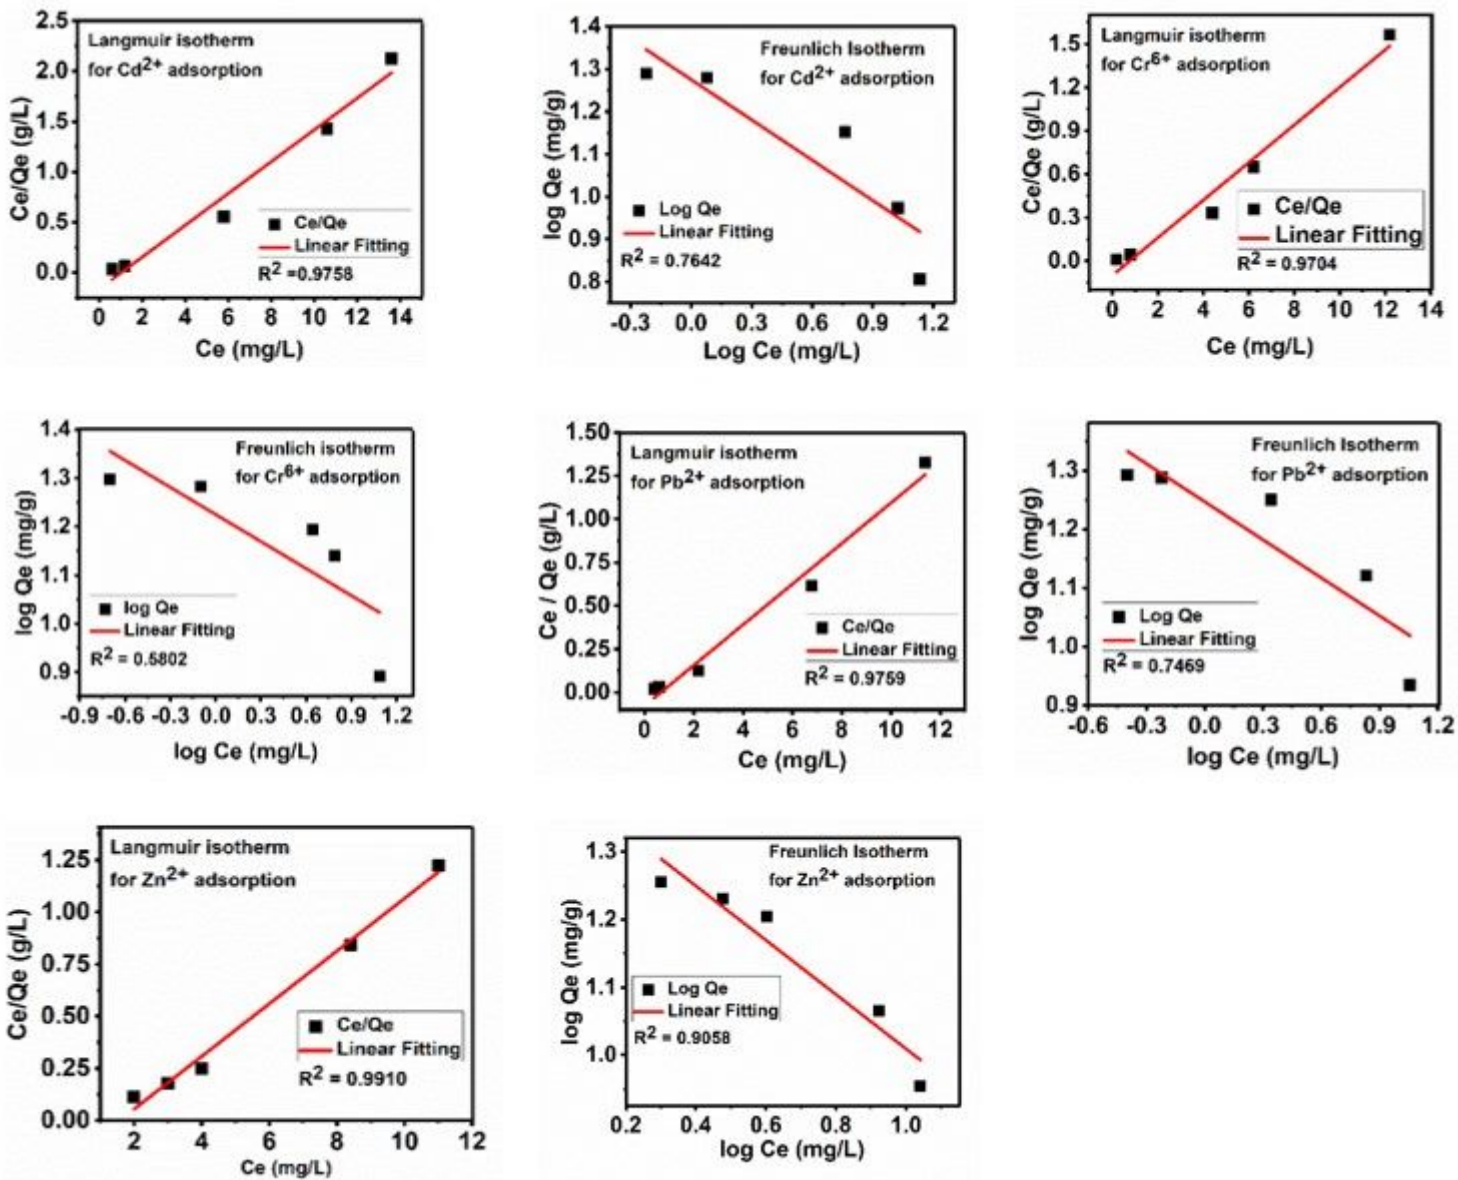 Langmuir isotherm
for Cd2+ adsorption
Ce/Qe (g/L)
2.5
2.0
1.5
1.0
0.5
0.0
Ce/Qe
Linear Fitting
R2 =0.9758
0 2 4 6 8 10 12 14
Ce (mg/L)
Freunlich Isotherm
for Cd2+ adsorption
log Qe (mg/g)
1.4
1.3
1.2
1.1
1.0
0.9
0.8
Log Qe
Linear Fitting
R2 = 0.7642
-0.3 0.0 0.3 0.6 0.9 1.2
Log Ce (mg/L)
Langmuir isotherm
for Cr6+ adsorption
Ce/Qe (g/L)
1.5
1.2
0.9
0.6
0.3
0.0
Ce/Qe
Linear Fitting
R2 = 0.9704
0 2 4 6 8 10 12 14
Ce (mg/L)
Freunlich isotherm
for Cr6+ adsorption
log Qe (mg/g)
1.4
1.3
1.2
1.1
1.0
0.9
log Qe
Linear Fitting
R2 = 0.5802
-0.9 -0.6 -0.3 0.0 0.3 0.6 0.9 1.2
log Ce (mg/L)
Langmuir isotherm
for Pb2+ adsorption
Ce / Qe (g/L)
1.50
1.25
1.00
0.75
0.50
0.25
0.00
Ce/Qe
Linear Fitting
R2 = 0.9759
0 2 4 6 8 10 12
Ce (mg/L)
Freunlich Isotherm
for Pb2+ adsorption
log Qe (mg/g)
1.3
1.2
1.1
1.0
0.9
Log Qe
Linear Fitting
R2 = 0.7469
-0.6 -0.3 0.0 0.3 0.6 0.9 1.2
log Ce (mg/L)
Langmuir isotherm
for Zn2+ adsorption
Ce/Qe (g/L)
1.25
1.00
0.75
0.50
0.25
0.00
Ce/Qe
Linear Fitting
R2 = 0.9910
2 4 6 8 10 12
Ce (mg/L)
Freunlich Isotherm
for Zn2+ adsorption
log Qe (mg/g)
1.3
1.2
1.1
1.0
Log Qe
Linear Fitting
R2 = 0.9058
0.2 0.4 0.6 0.8 1.0
log Ce (mg/L)